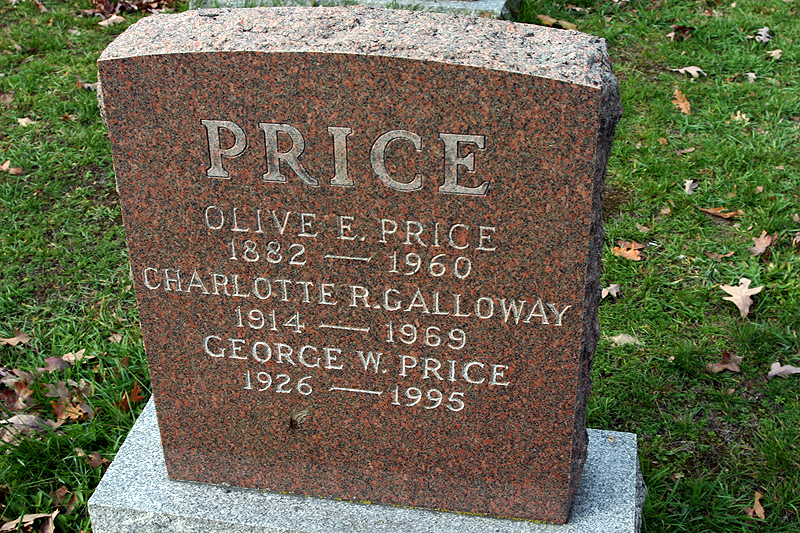 PRICE
OLIVE E. PRICE
1882 — 1960
CHARLOTTE R. GALLOWAY
1914 — 1969
GEORGE W. PRICE
1926 — 1995